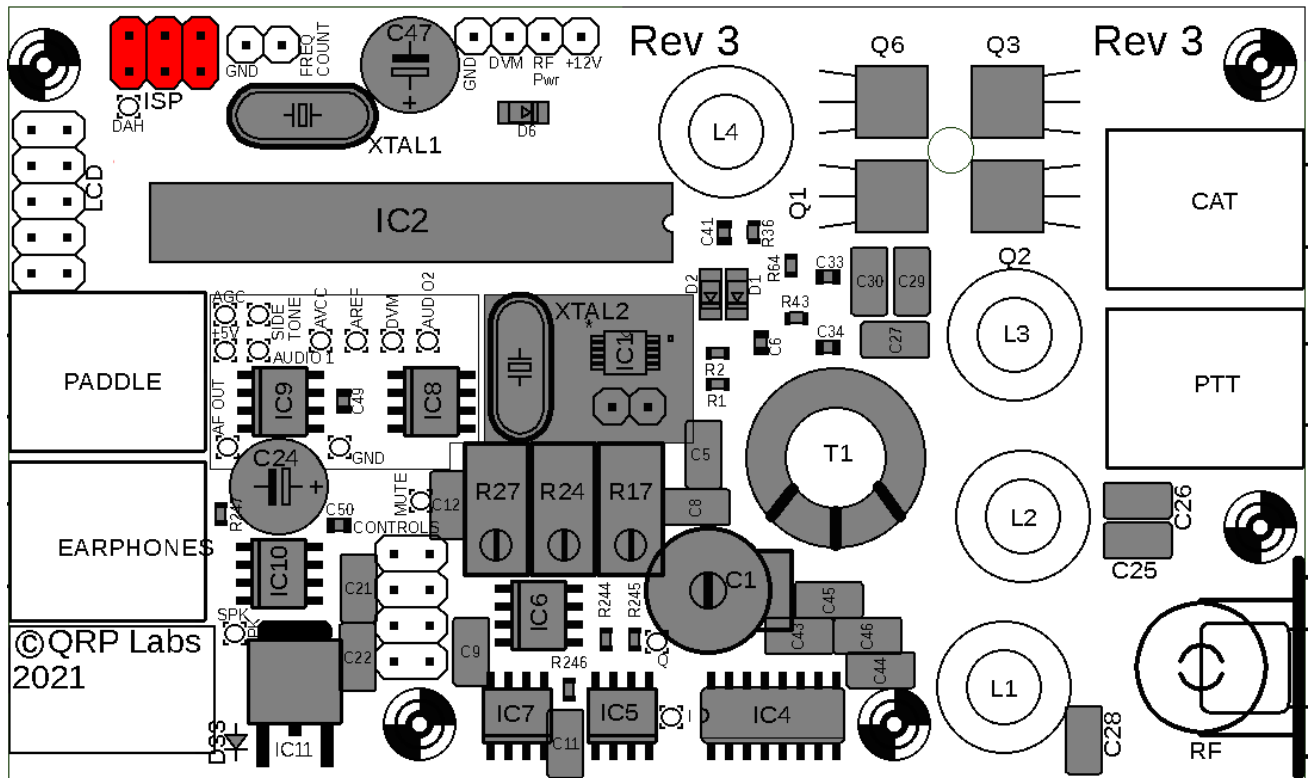 C47
Rev 3
Rev 3
Q6
Q3
GND
FREQ
COUNT
GND
DVM
RF
Pwr
+12V
ISP
DAH
XTAL1
D6
L4
LCD
IC2
Q1
CAT
C41
R36
Q2
D2
D1
R64
C33
C30
C29
AGC
+5V
SIDE
TONE
AVCC
AREF
DVM
AUDIO2
AUDIO 1
XTAL2
*
IC1
R43
C6
C34
C27
L3
R2
R1
PADDLE
PTT
IC9
C49
IC8
AF OUT
GND
C24
+
MUTE
C12
R27
R24
R17
C5
C8
T1
R247
C50
CONTROLS
L2
C26
C25
EARPHONES
IC10
C21
IC6
R244
R245
C1
C45
C43
C46
C44
SPK
©QRP Labs
2021
C22
C9
R246
Q
L1
IC7
IC5
I
IC4
C11
DSS
IC11
C28
RF